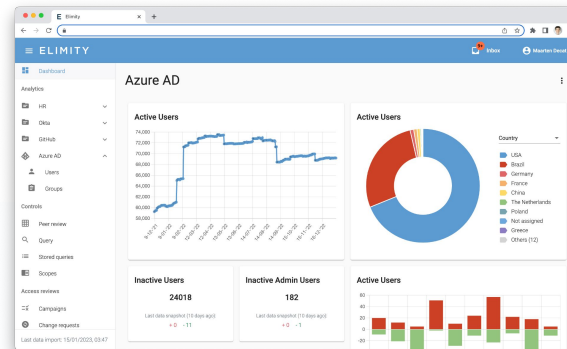 E Elimity × +
ELIMITY
9+
Inbox
Maarten Decat
Dashboard
Analytics
HR
Okta
GitHub
Azure AD
Users
Groups
Controls
Peer review
Query
Stored queries
Scopes
Access reviews
Campaigns
Change requests
Last data import: 15/01/2023, 03:47
Azure AD
Active Users
74,000
72,000
70,000
68,000
66,000
64,000
62,000
60,000
58,000
Active Users
Country
USA
Brazil
Germany
France
China
The Netherlands
Poland
Not assigned
Greece
Others (12)
Inactive Users
24018
Last data snapshot (10 days ago):
+ 0 - 11
Inactive Admin Users
182
Last data snapshot (10 days ago):
+ 0 - 1
Active Users
60
40
20
0
-20